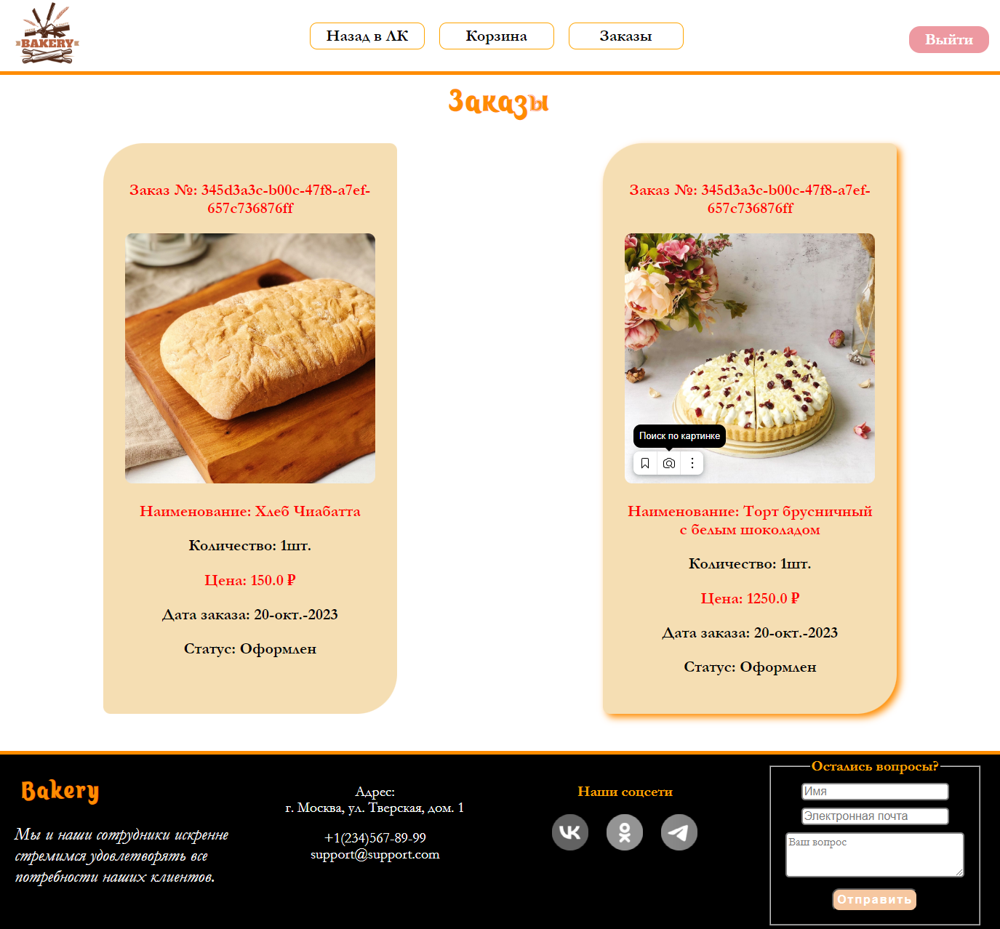 BAKERY
Назад в ЛК
Корзина
Заказы
Выйти
Заказы
Заказ №: 345d3a3c-b00c-47f8-a7ef-
657c736876ff
Наименование: Хлеб Чиабатта
Количество: 1шт.
Цена: 150.0 ₽
Дата заказа: 20-окт.-2023
Статус: Оформлен
Заказ №: 345d3a3c-b00c-47f8-a7ef-
657c736876ff
Поиск по картинке
Наименование: Торт брусничный
с белым шоколадом
Количество: 1шт.
Цена: 1250.0 ₽
Дата заказа: 20-окт.-2023
Статус: Оформлен
Bakery
Мы и наши сотрудники искренне
стремимся удовлетворять все
потребности наших клиентов.
Адрес:
г. Москва, ул. Тверская, дом. 1
+1(234)567-89-99
support@support.com
Наши соцсети
Остались вопросы?
Имя
Электронная почта
Ваш вопрос
Отправить